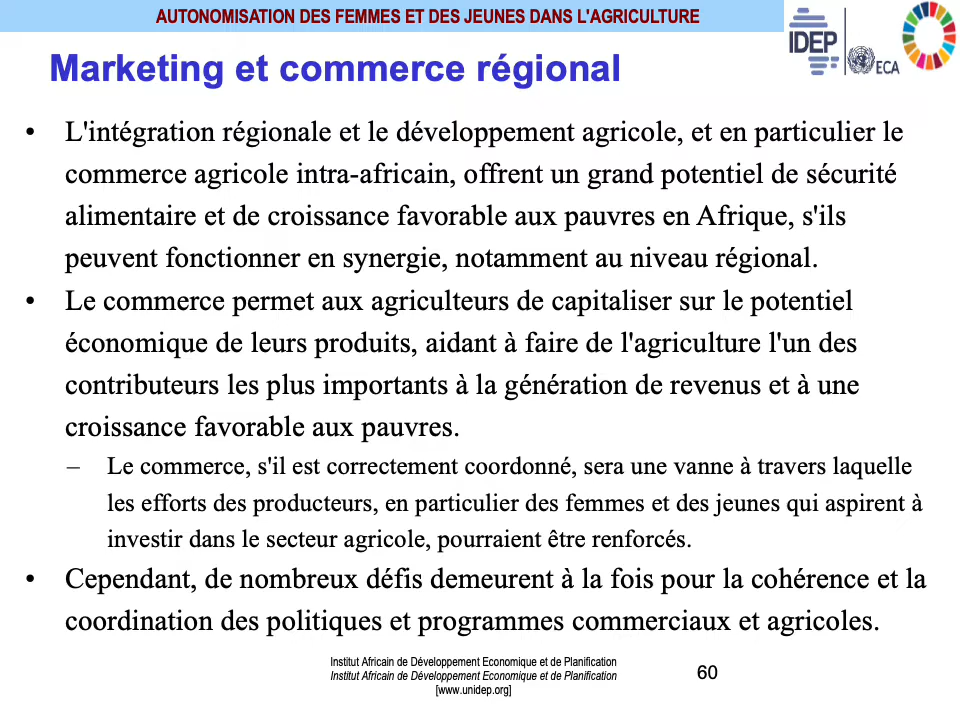 AUTONOMISATION DES FEMMES ET DES JEUNES DANS L'AGRICULTURE
IDEP
ECA
Marketing et commerce régional
• L'intégration régionale et le développement agricole, et en particulier le
commerce agricole intra-africain, offrent un grand potentiel de sécurité
alimentaire et de croissance favorable aux pauvres en Afrique, s'ils
peuvent fonctionner en synergie, notamment au niveau régional.
• Le commerce permet aux agriculteurs de capitaliser sur le potentiel
économique de leurs produits, aidant à faire de l'agriculture l'un des
contributeurs les plus importants à la génération de revenus et à une
croissance favorable aux pauvres.
– Le commerce, s'il est correctement coordonné, sera une vanne à travers laquelle
les efforts des producteurs, en particulier des femmes et des jeunes qui aspirent à
investir dans le secteur agricole, pourraient être renforcés.
• Cependant, de nombreux défis demeurent à la fois pour la cohérence et la
coordination des politiques et programmes commerciaux et agricoles.
Institut Africain de Développement Economique et de Planification
Institut Africain de Développement Economique et de Planification
[www.unidep.org]
60